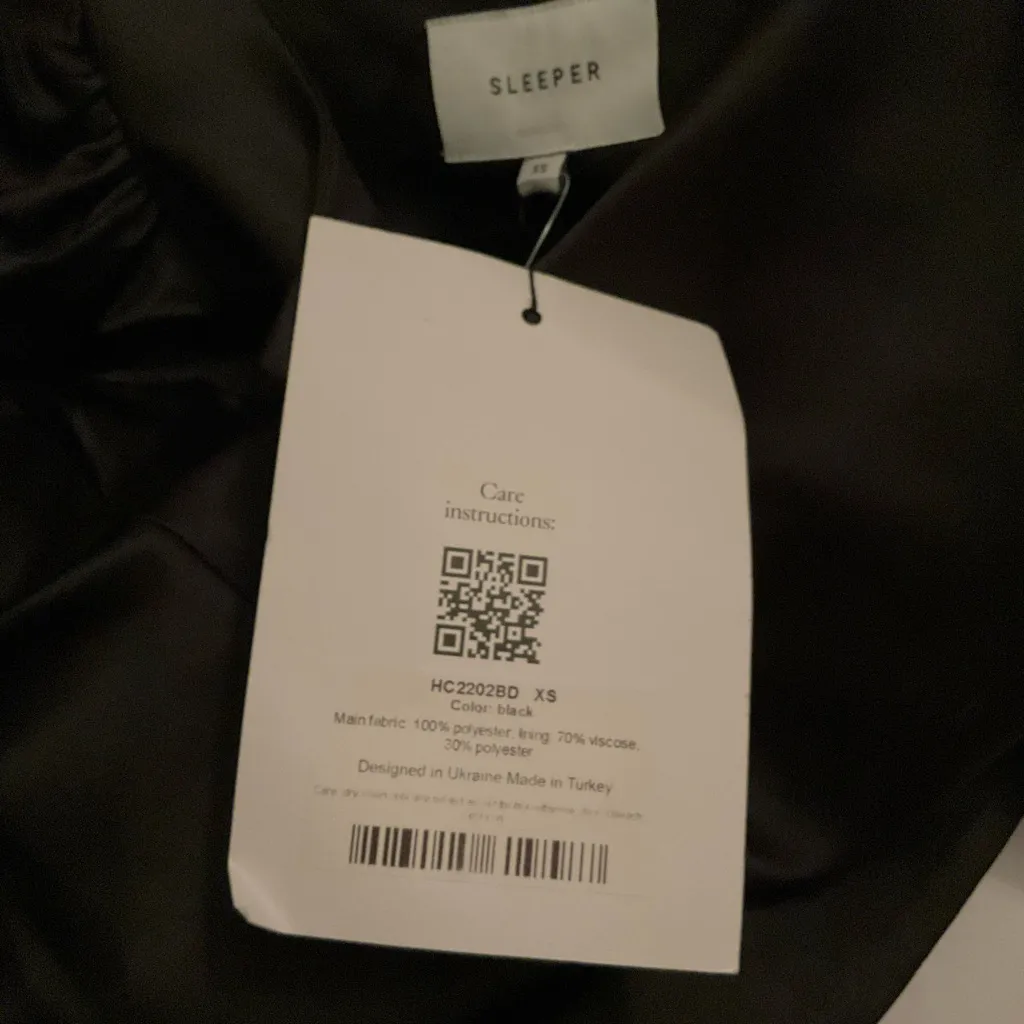 SLEEPER
XS
Care
instructions:
HC2202BD XS
Color: black
Main fabric: 100% polyester, lining: 70% viscose,
30% polyester
Designed in Ukraine Made in Turkey